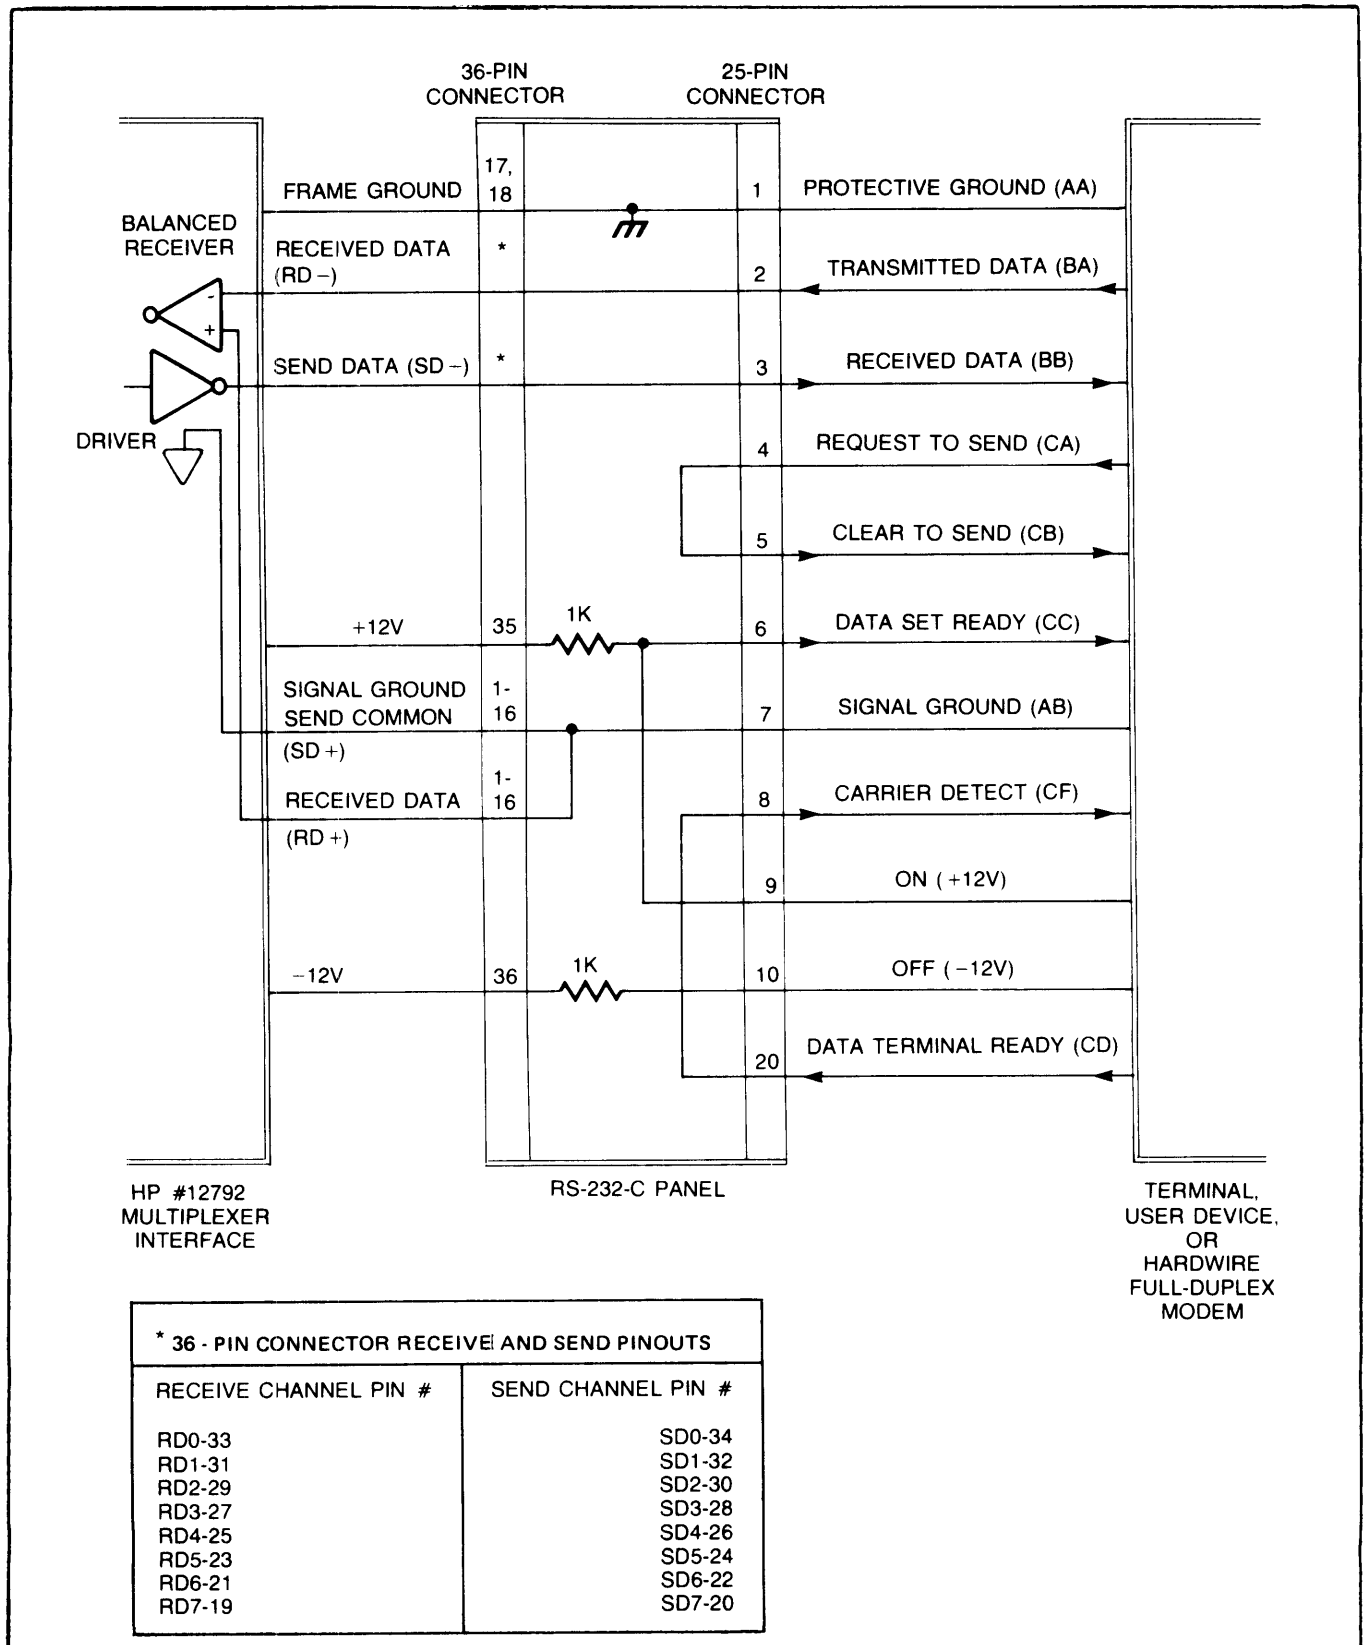 36-PIN
CONNECTOR
25-PIN
CONNECTOR
FRAME GROUND
17,
18
1
PROTECTIVE GROUND (AA)
BALANCED
RECEIVER
RECEIVED DATA
(RD-)
*
2
TRANSMITTED DATA (BA)
-
+
SEND DATA (SD-)
*
3
RECEIVED DATA (BB)
DRIVER
4
REQUEST TO SEND (CA)
5
CLEAR TO SEND (CB)
+12V
35
1K
6
DATA SET READY (CC)
SIGNAL GROUND
SEND COMMON
(SD+)
1-
16
7
SIGNAL GROUND (AB)
RECEIVED DATA
(RD+)
1-
16
8
CARRIER DETECT (CF)
9
ON (+12V)
-12V
36
1K
10
OFF (-12V)
20
DATA TERMINAL READY (CD)
HP #12792
MULTIPLEXER
INTERFACE
RS-232-C PANEL
TERMINAL,
USER DEVICE,
OR
HARDWIRE
FULL-DUPLEX
MODEM
* 36 - PIN CONNECTOR RECEIVE AND SEND PINOUTS
RECEIVE CHANNEL PIN #
SEND CHANNEL PIN #
RD0-33
SD0-34
RD1-31
SD1-32
RD2-29
SD2-30
RD3-27
SD3-28
RD4-25
SD4-26
RD5-23
SD5-24
RD6-21
SD6-22
RD7-19
SD7-20